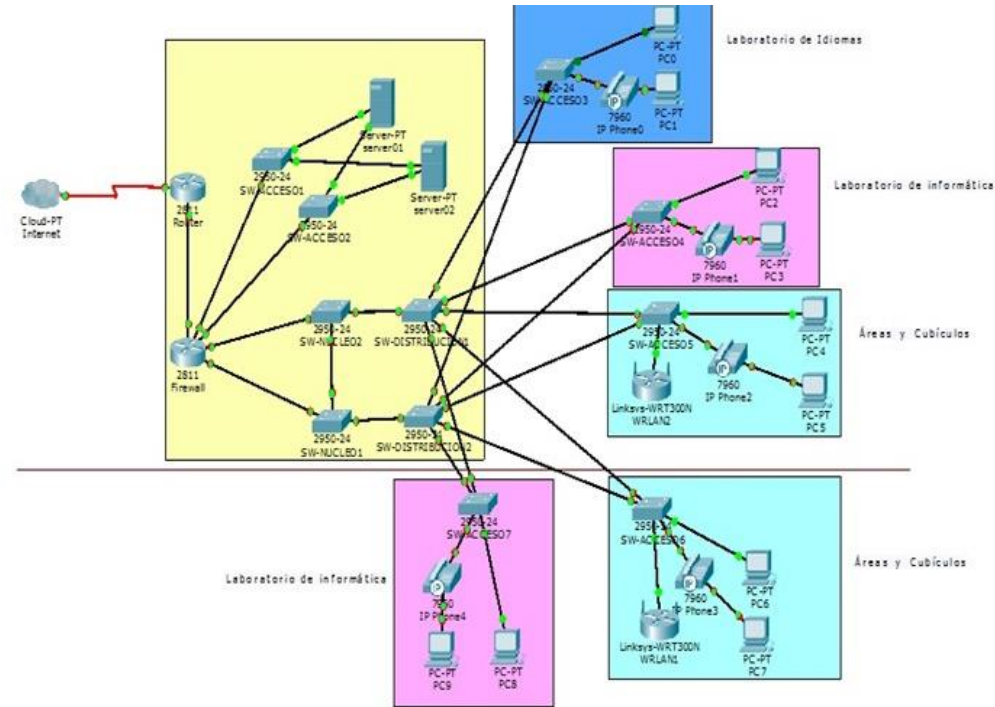 Laboratorio de Idiomas
PC-PT
PC0
2950-24
SW-ACCESO3
7960
IP Phone0
PC-PT
PC1
Server-PT
server01
2950-24
SW-ACCESO1
Server-PT
server02
2950-24
SW-ACCESO2
Cloud-PT
Internet
2811
Router
Laboratorio de informática
PC-PT
PC2
2950-24
SW-ACCESO4
7960
IP Phone1
PC-PT
PC3
2950-24
SW-NUCLEO2
2950-24
SW-DISTRIBUCION1
2811
Firewall
2950-24
SW-NUCLEO1
2950-24
SW-DISTRIBUCION2
Áreas y Cubículos
2950-24
SW-ACCESO5
PC-PT
PC4
7960
IP Phone2
Linksys-WRT300N
WRLAN2
PC-PT
PC5
2950-24
SW-ACCESO7
Laboratorio de informática
7960
IP Phone4
PC-PT
PC9
PC-PT
PC8
2950-24
SW-ACCESO6
Áreas y Cubículos
7960
IP Phone3
PC-PT
PC6
Linksys-WRT300N
WRLAN1
PC-PT
PC7